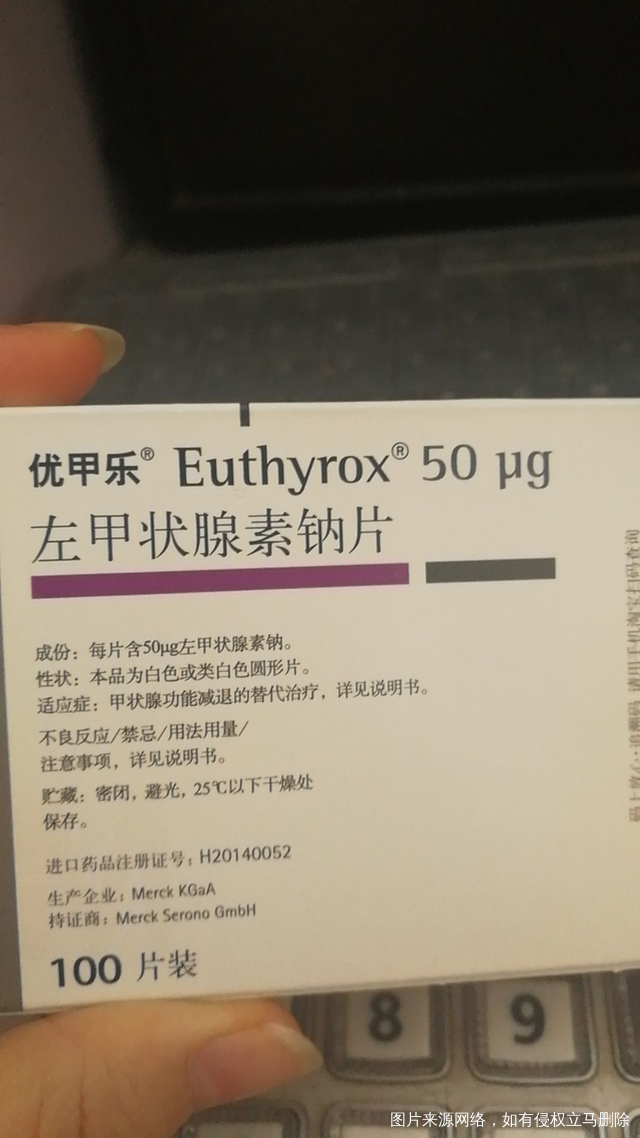 优甲乐® Euthyrox® 50 µg
左甲状腺素钠片
成份：每片含50µg左甲状腺素钠。
性状：本品为白色或类白色圆形片。
适应症：甲状腺功能减退的替代治疗，详见说明书。
不良反应/禁忌/用法用量/
注意事项，详见说明书。
贮藏：密闭，避光，25℃以下干燥处
保存。
进口药品注册证号：H20140052
生产企业：Merck KGaA
持证商：Merck Serono GmbH
100 片装
8
9
图片来源网络，如有侵权立马删除